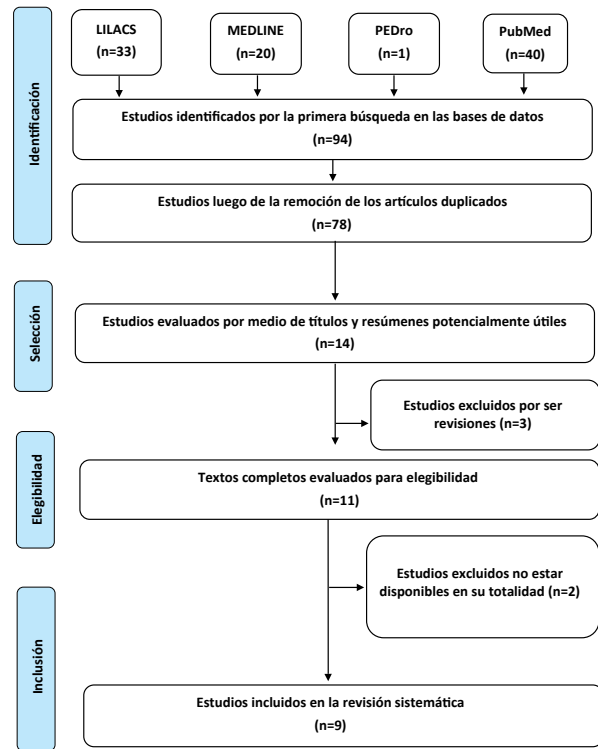 LILACS
(n=33)
MEDLINE
(n=20)
PEDro
(n=1)
PubMed
(n=40)
Identificación
Estudios identificados por la primera búsqueda en las bases de datos
(n=94)
Estudios luego de la remoción de los artículos duplicados
(n=78)
Selección
Estudios evaluados por medio de títulos y resúmenes potencialmente útiles
(n=14)
Estudios excluidos por ser
revisiones (n=3)
Elegibilidad
Textos completos evaluados para elegibilidad
(n=11)
Estudios excluidos no estar
disponibles en su totalidad (n=2)
Inclusión
Estudios incluidos en la revisión sistemática
(n=9)